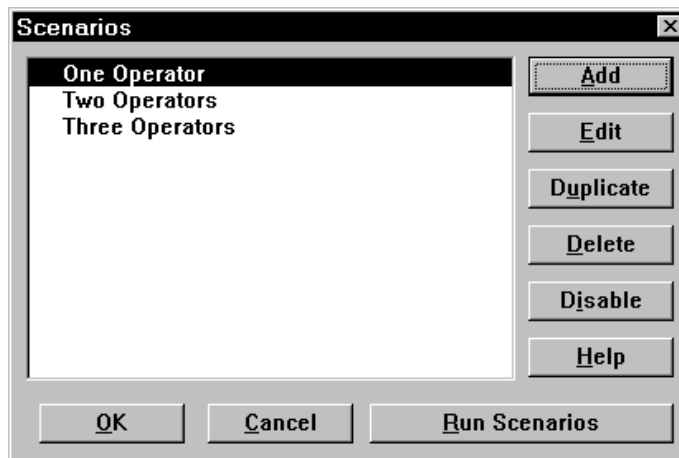 Scenarios
One Operator
Two Operators
Three Operators
Add
Edit
Duplicate
Delete
Disable
Help
OK
Cancel
Run Scenarios